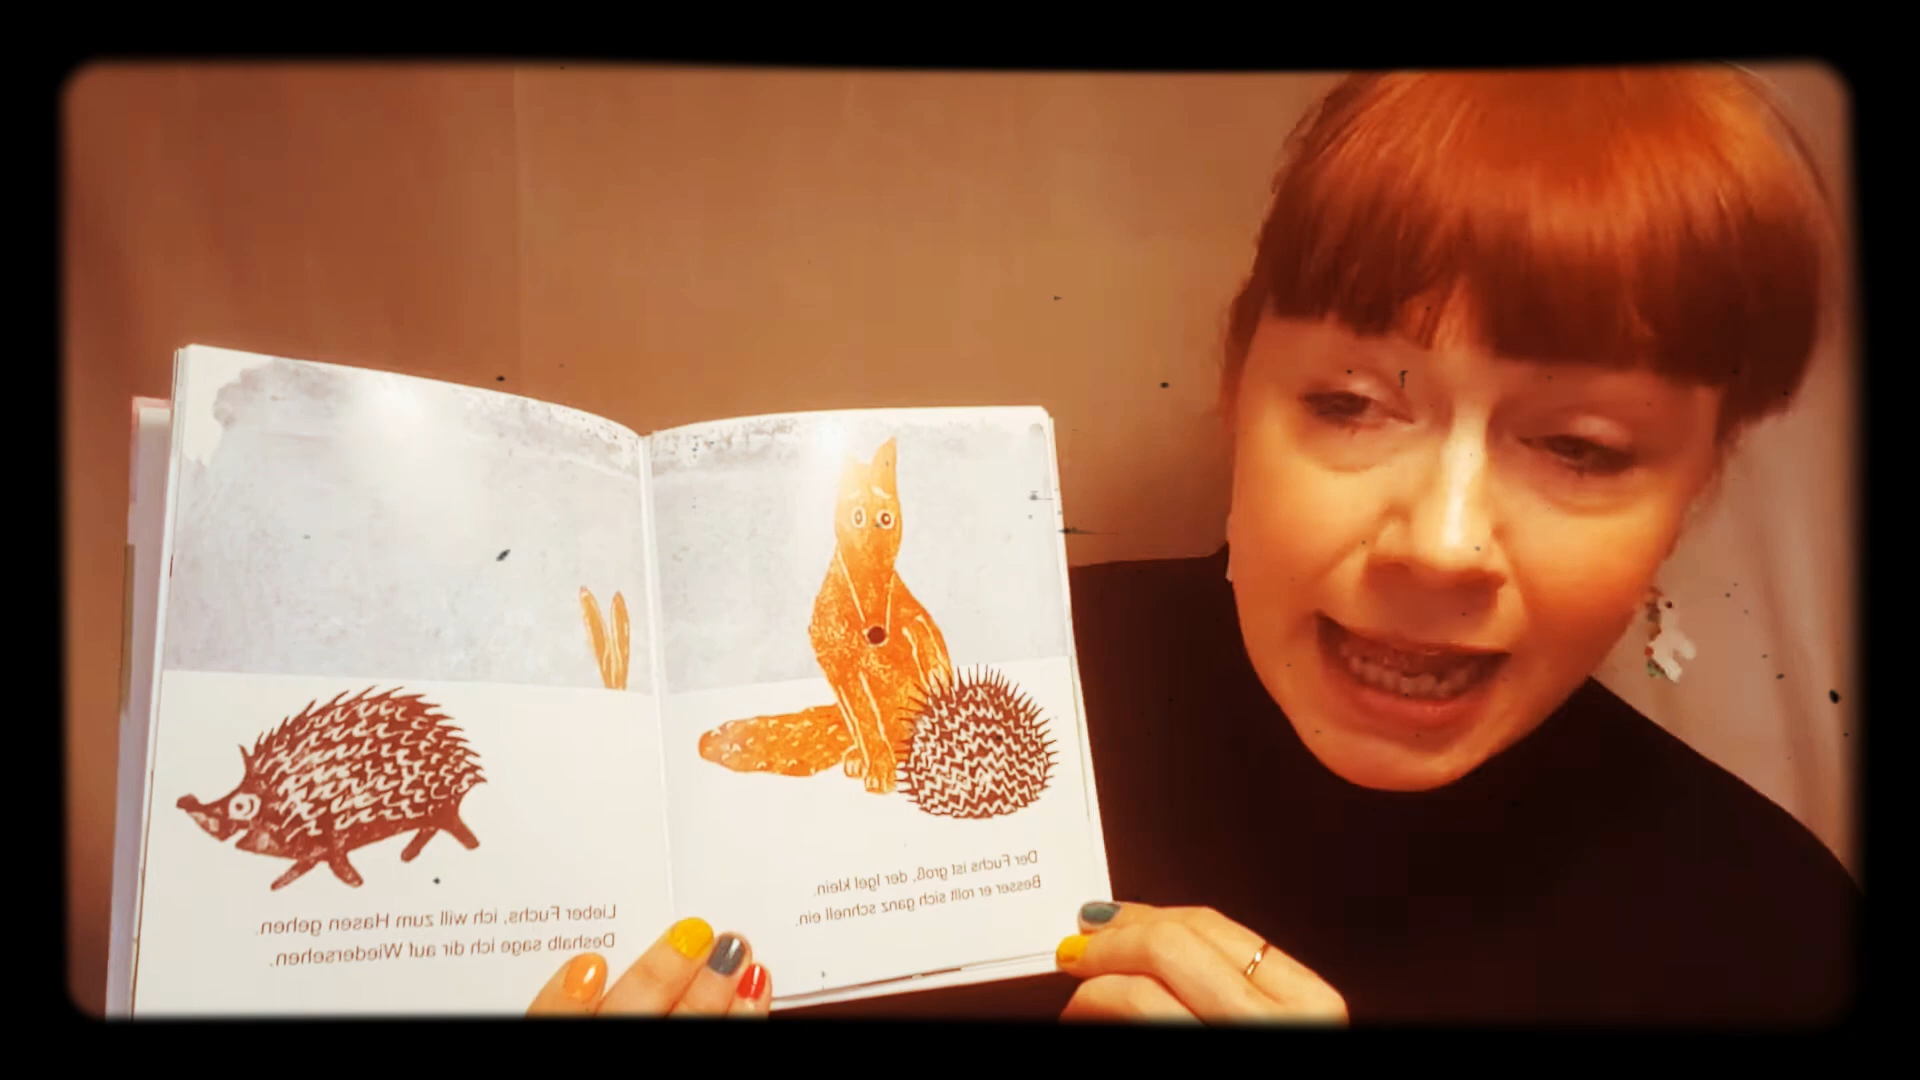 Der Fuchs ist groß, der Igel klein.
Besser er rollt sich ganz schnell ein.
Lieber Fuchs, ich will zum Hasen gehen.
Deshalb sage ich dir auf Wiedersehen.